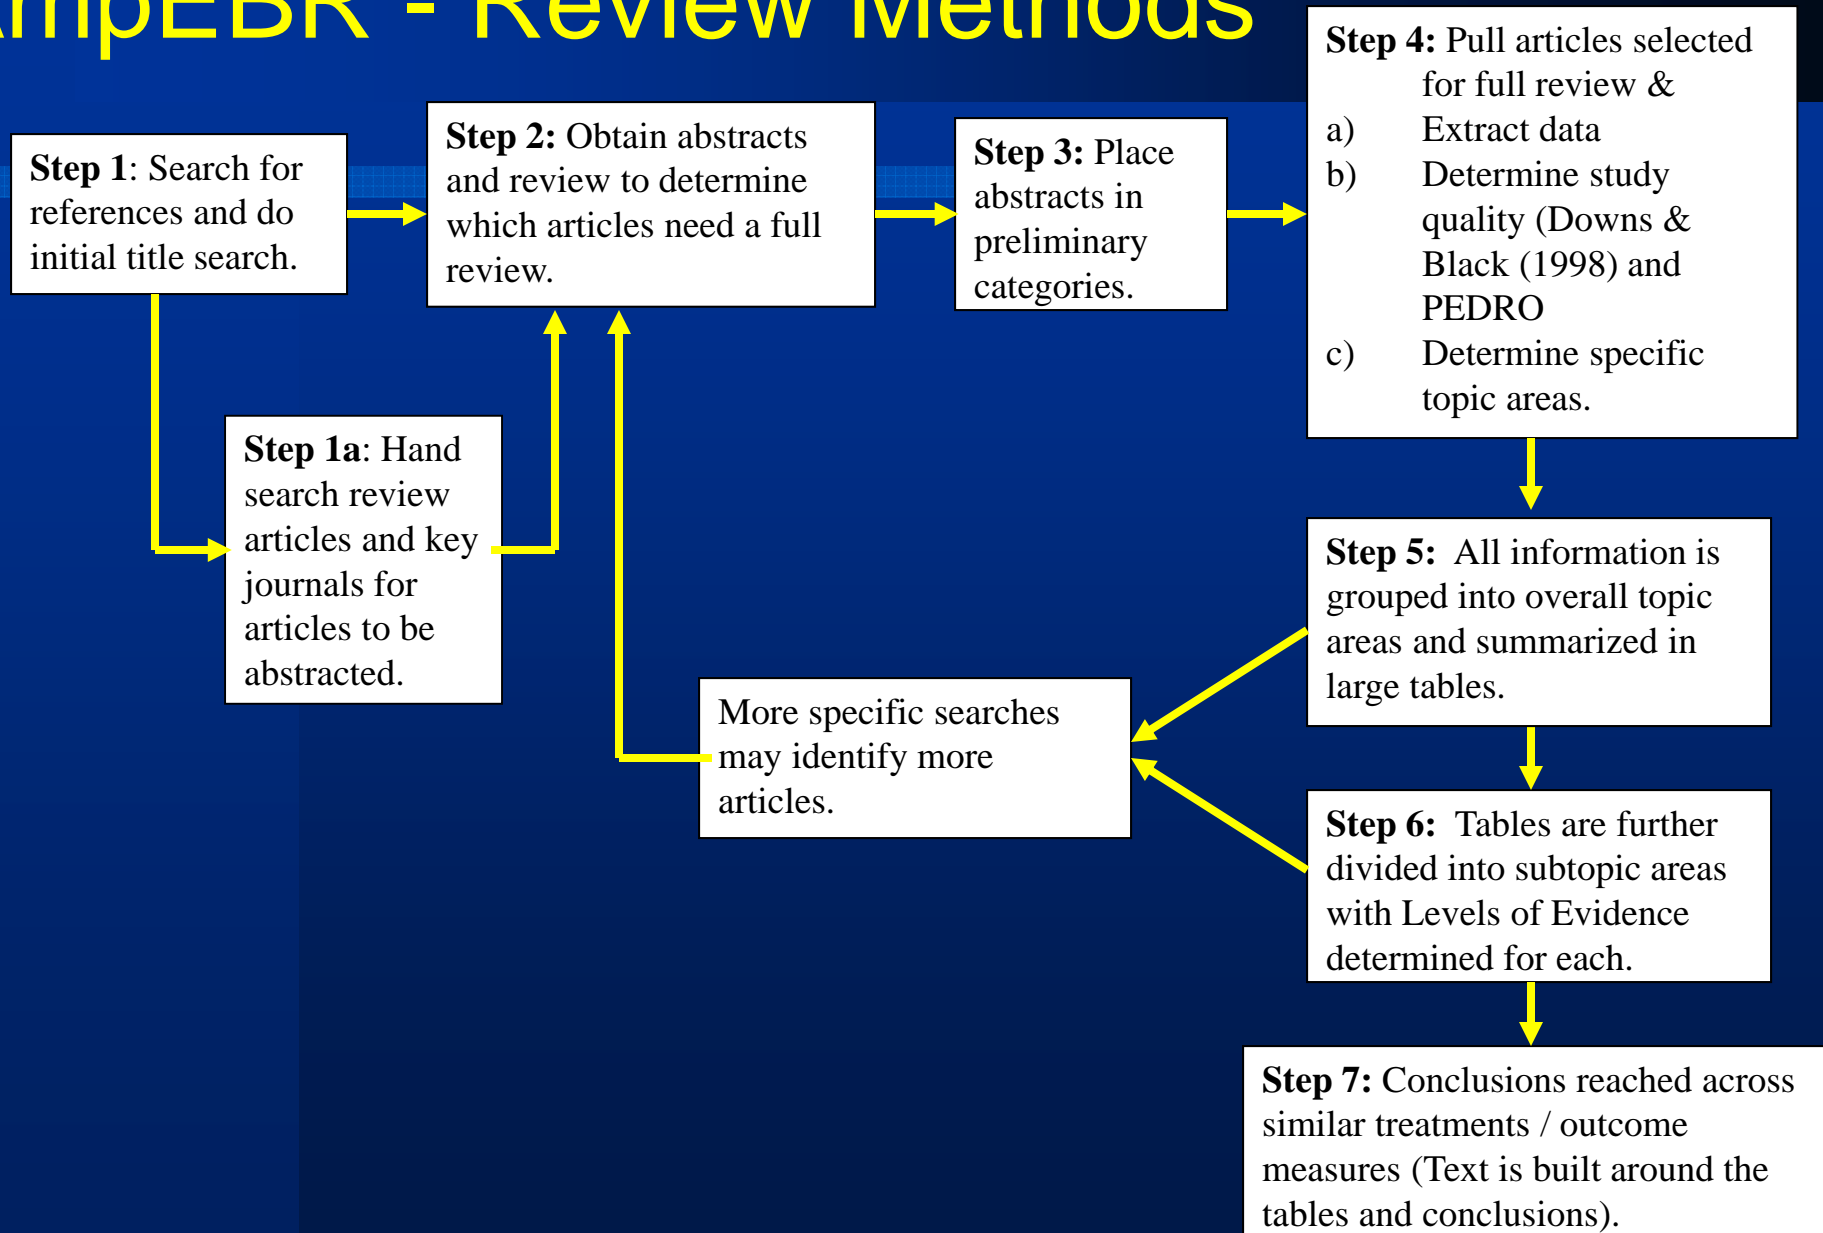 AmpEBR - Review Methods
Step 1: Search for
references and do
initial title search.
Step 2: Obtain abstracts
and review to determine
which articles need a full
review.
Step 3: Place
abstracts in
preliminary
categories.
Step 4: Pull articles selected
for full review &
a) Extract data
b) Determine study
quality (Downs &
Black (1998) and
PEDRO
c) Determine specific
topic areas.
Step 1a: Hand
search review
articles and key
journals for
articles to be
abstracted.
Step 5: All information is
grouped into overall topic
areas and summarized in
large tables.
More specific searches
may identify more
articles.
Step 6: Tables are further
divided into subtopic areas
with Levels of Evidence
determined for each.
Step 7: Conclusions reached across
similar treatments / outcome
measures (Text is built around the
tables and conclusions).